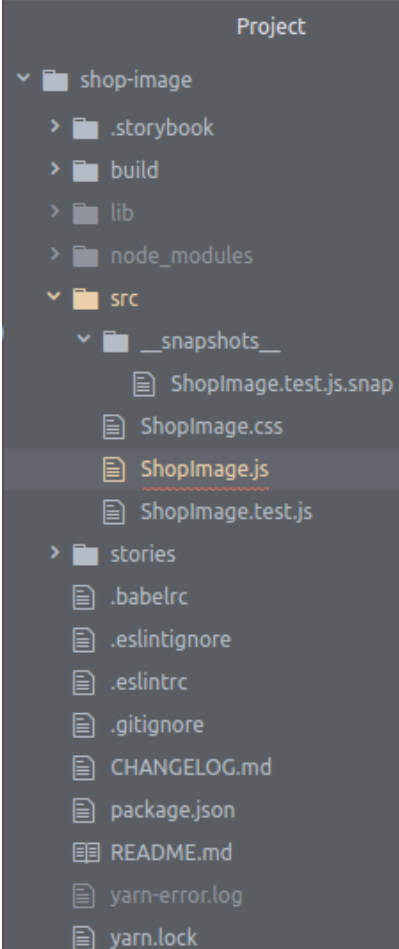 Project
shop-image
.storybook
build
lib
node_modules
src
__snapshots__
ShopImage.test.js.snap
ShopImage.css
ShopImage.js
ShopImage.test.js
stories
.babelrc
.eslintignore
.eslintrc
.gitignore
CHANGELOG.md
package.json
README.md
yarn-error.log
yarn.lock